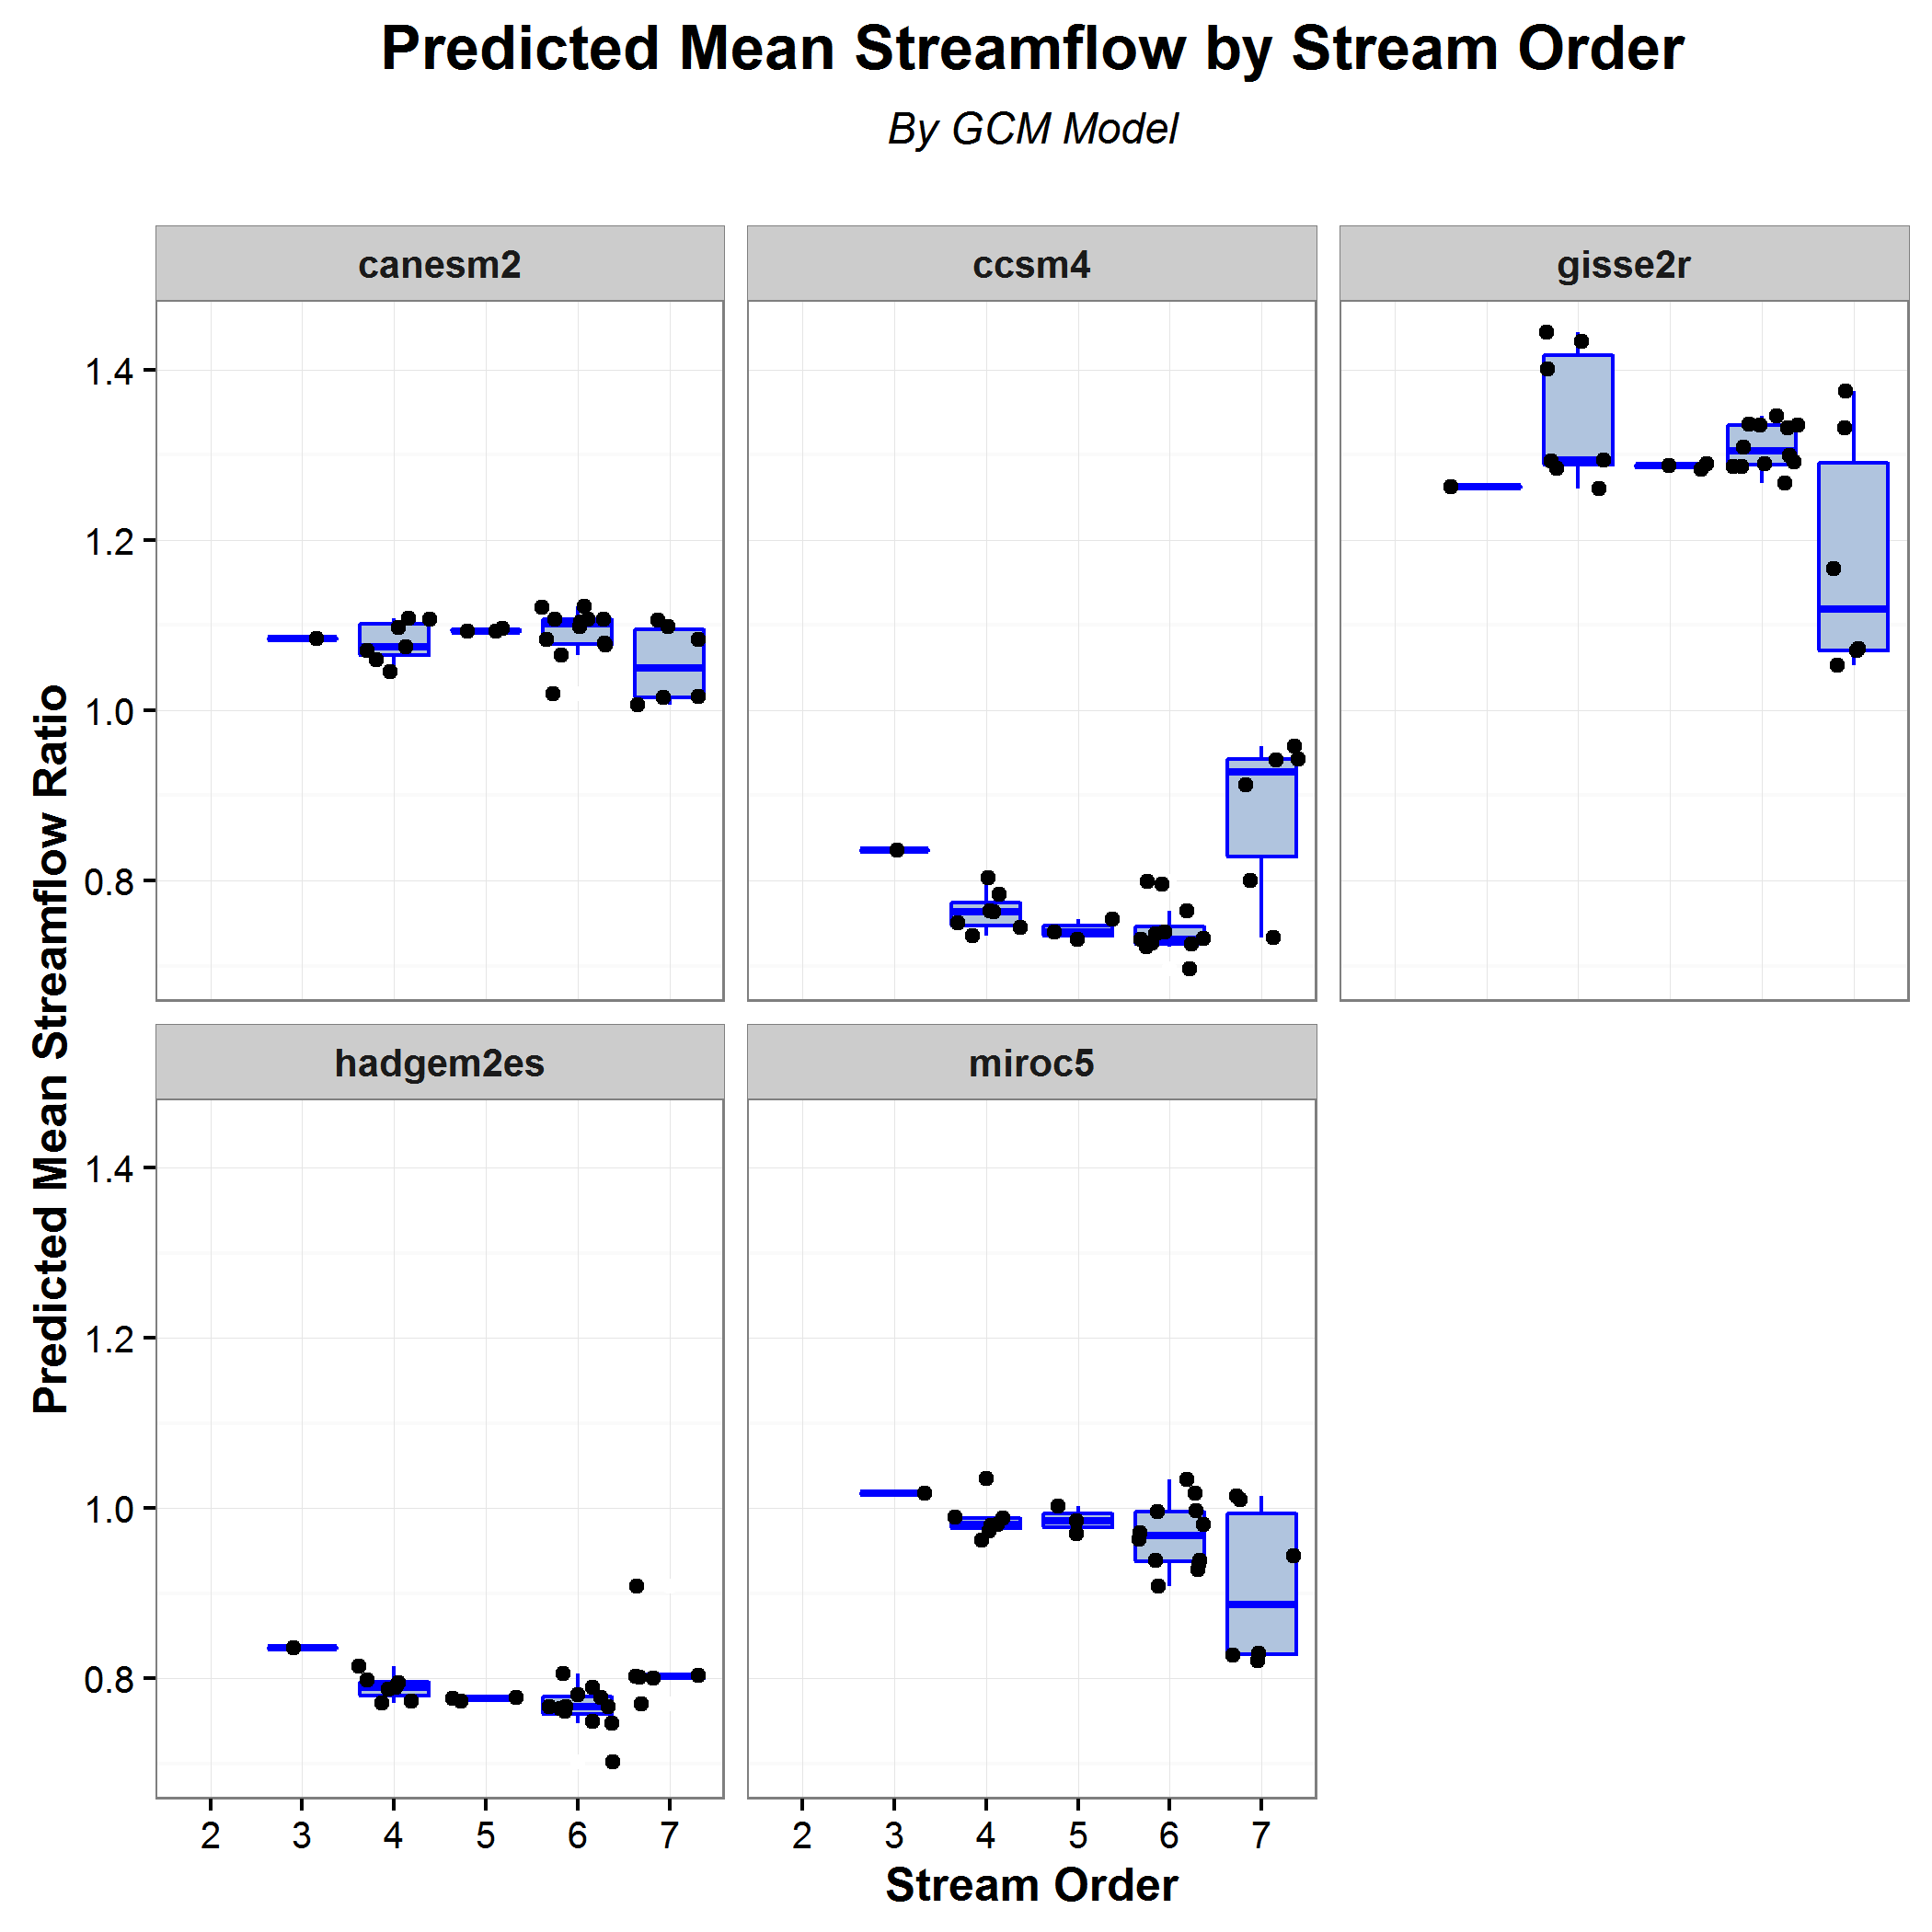 Predicted Mean Streamflow by Stream Order
By GCM Model
canesm2
ccsm4
gisse2r
1.4
1.2
1.0
0.8
hadgem2es
miroc5
1.4
1.2
1.0
0.8
2 3 4 5 6 7
2 3 4 5 6 7
Predicted Mean Streamflow Ratio
Stream Order